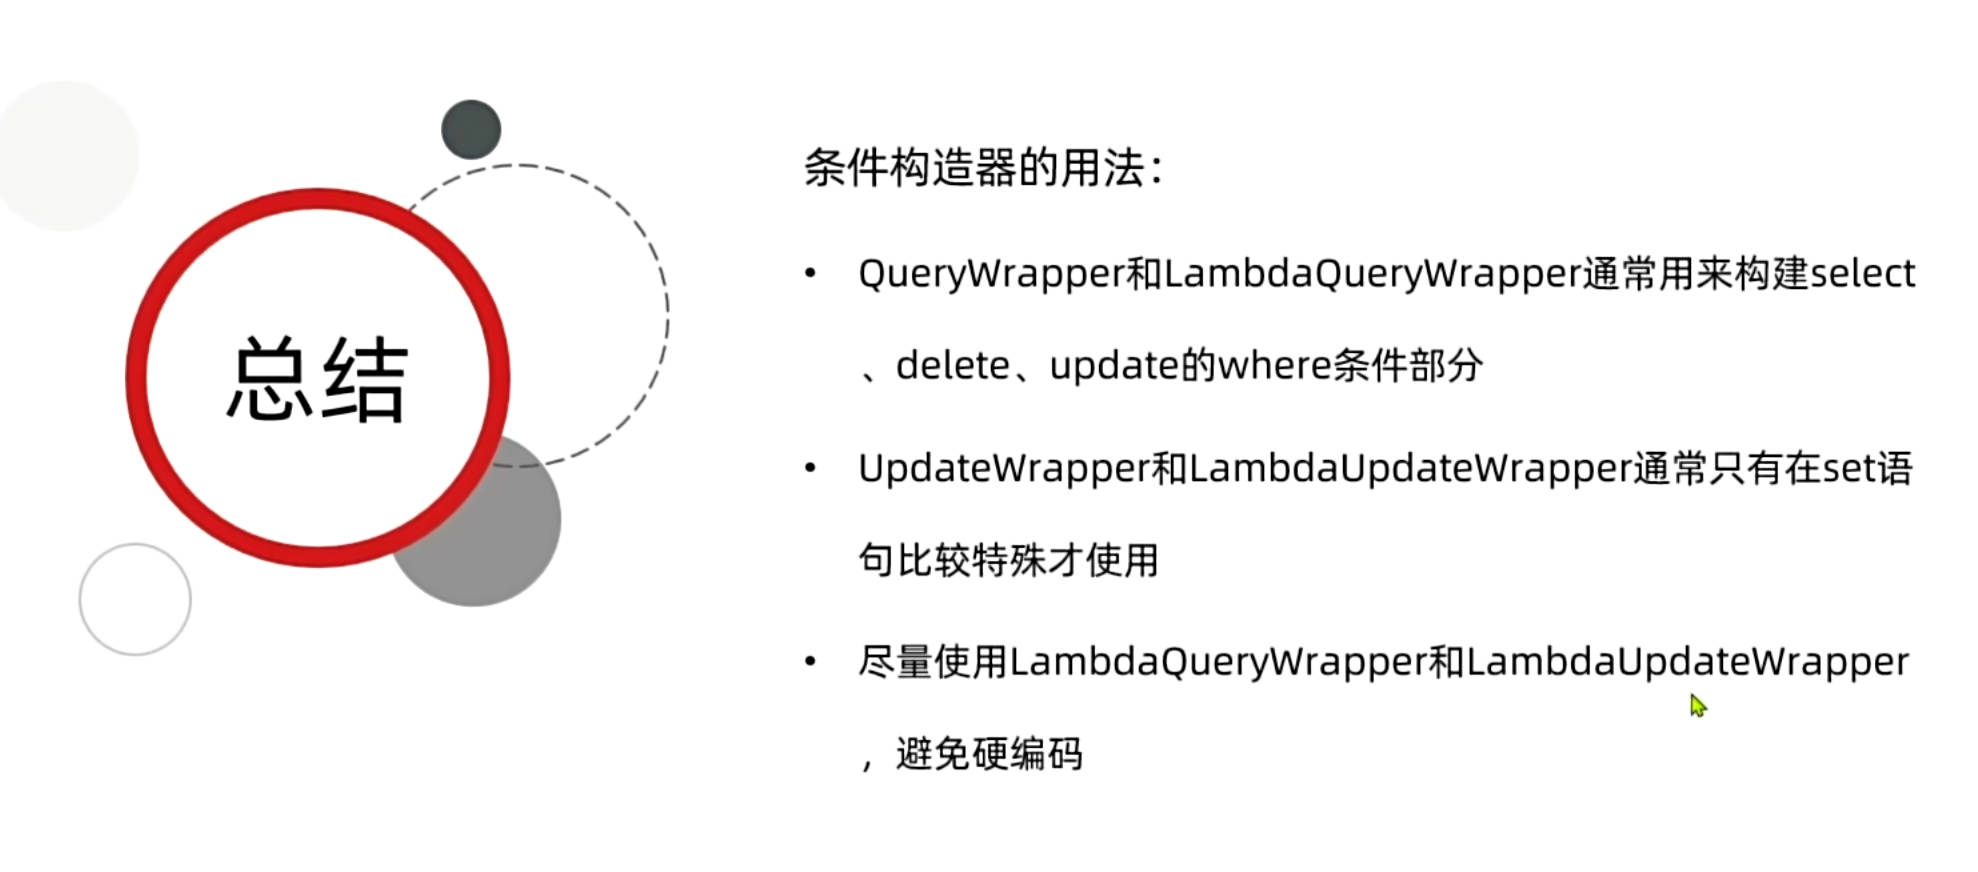 总结
条件构造器的用法：
• QueryWrapper和LambdaQueryWrapper通常用来构建select
、delete、update的where条件部分
• UpdateWrapper和LambdaUpdateWrapper通常只有在set语
句比较特殊才使用
• 尽量使用LambdaQueryWrapper和LambdaUpdateWrapper
，避免硬编码